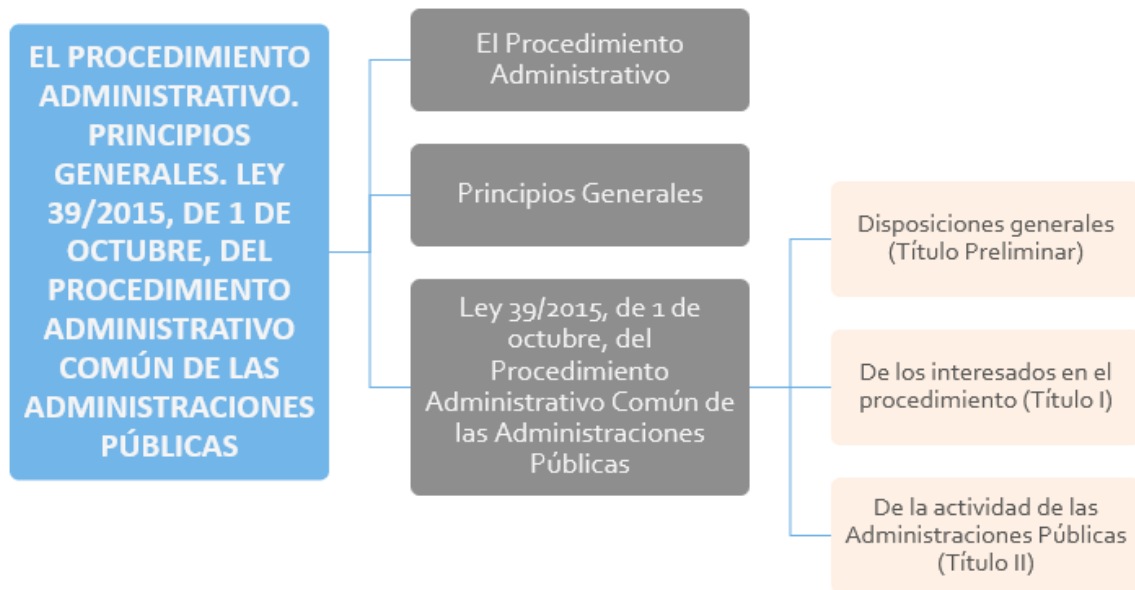 EL PROCEDIMIENTO
ADMINISTRATIVO.
PRINCIPIOS
GENERALES. LEY
39/2015, DE 1 DE
OCTUBRE, DEL
PROCEDIMIENTO
ADMINISTRATIVO
COMÚN DE LAS
ADMINISTRACIONES
PÚBLICAS
El Procedimiento
Administrativo
Principios Generales
Ley 39/2015, de 1 de
octubre, del
Procedimiento
Administrativo Común de
las Administraciones
Públicas
Disposiciones generales
(Título Preliminar)
De los interesados en el
procedimiento (Título I)
De la actividad de las
Administraciones Públicas
(Título II)